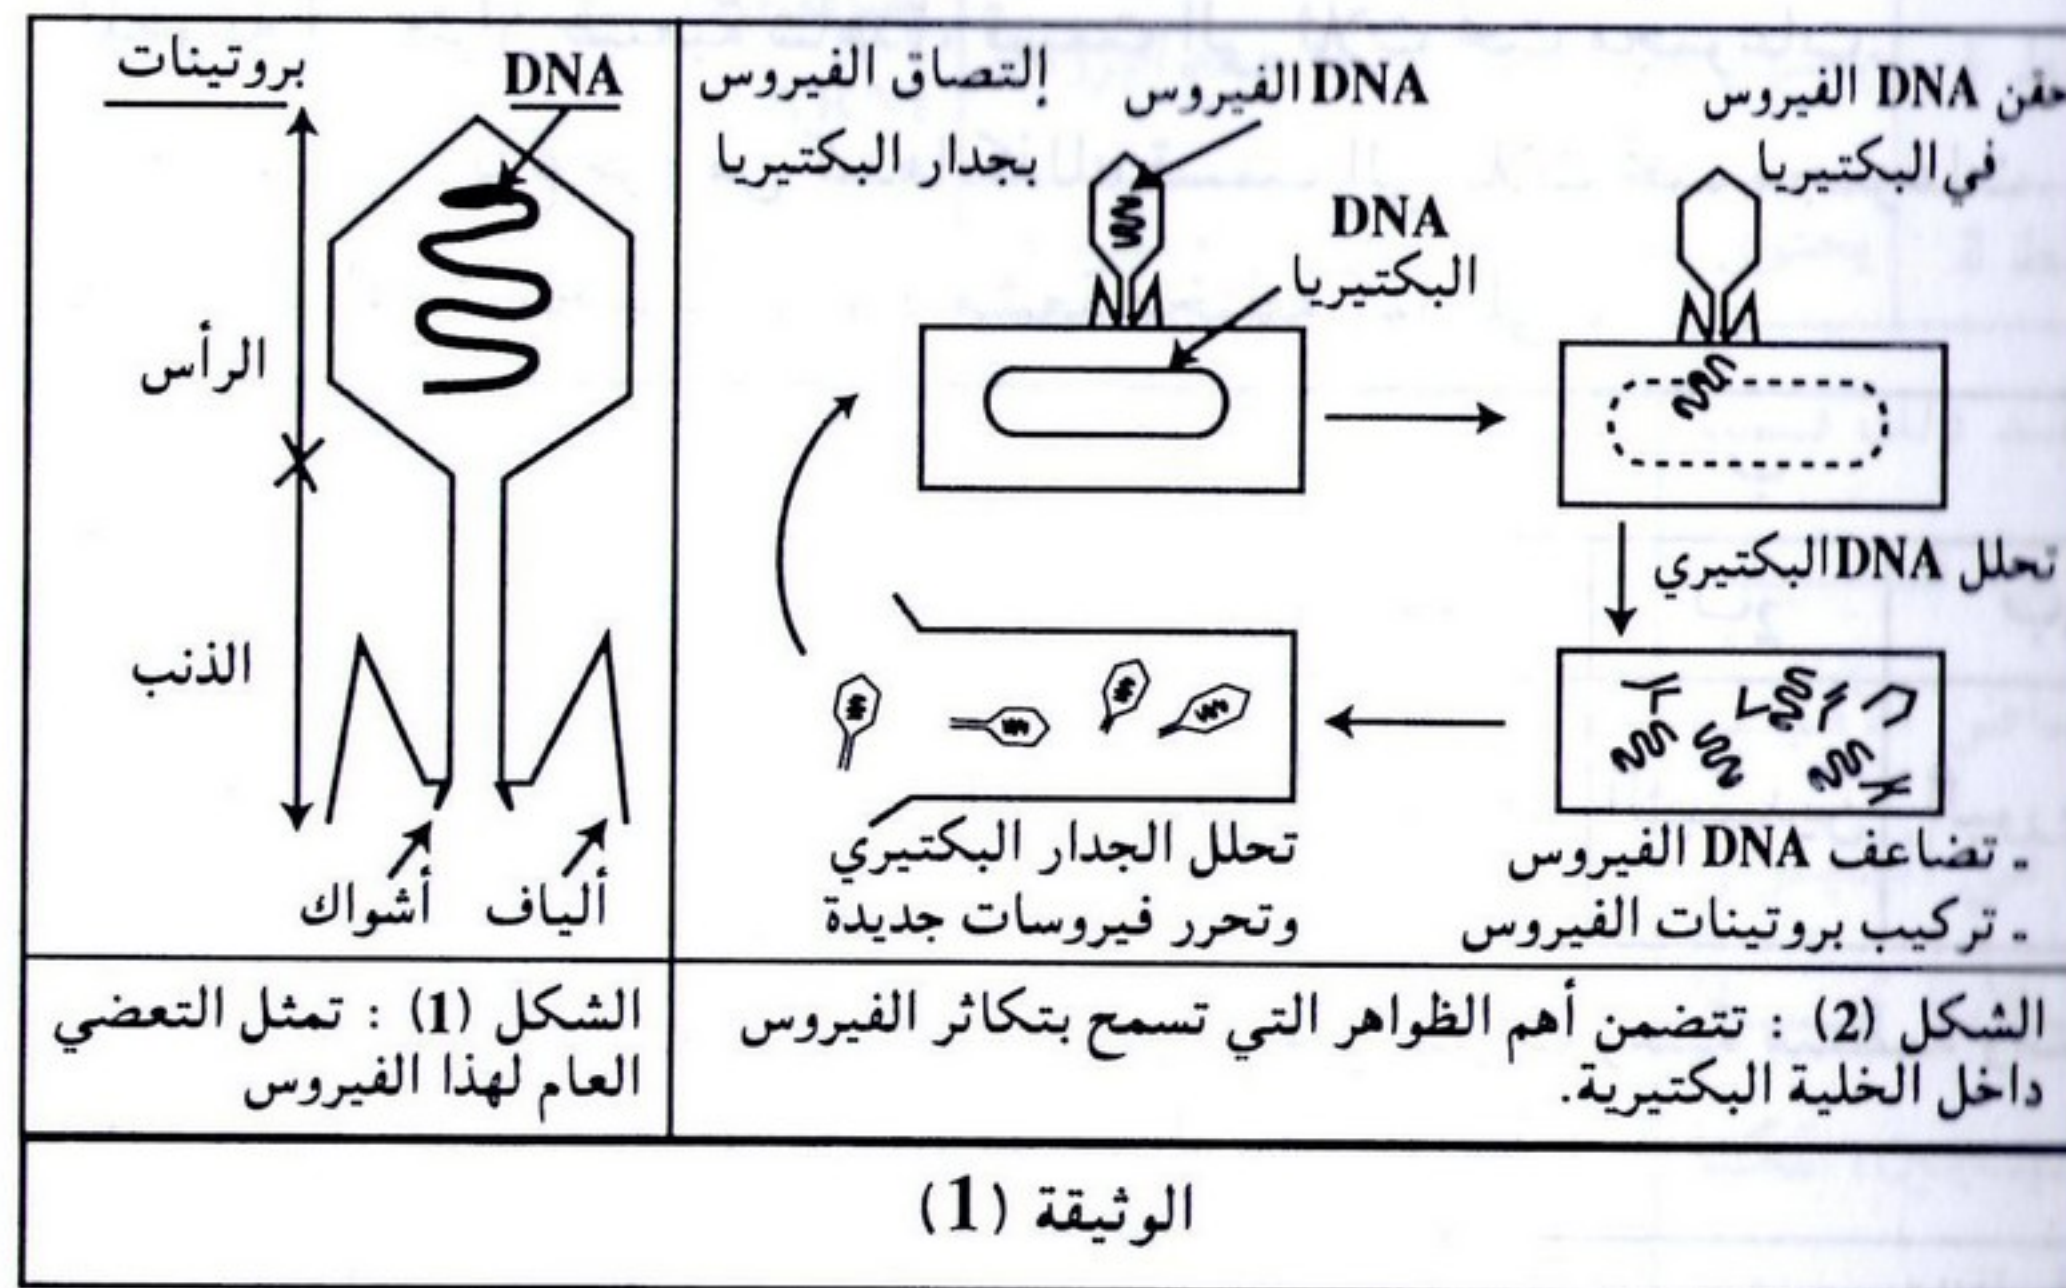 حقن DNA الفيروس
في البكتيريا
DNA الفيروس
إلتصاق الفيروس
بجدار البكتيريا
DNA
البكتيريا
تحلل DNA البكتيري
- تضاعف DNA الفيروس
- تركيب بروتينات الفيروس
تحلل الجدار البكتيري
وتحرر فيروسات جديدة
الشكل (2) : تتضمن أهم الظواهر التي تسمح بتكاثر الفيروس
داخل الخلية البكتيرية.
DNA
بروتينات
الرأس
الذنب
ألياف
أشواك
الشكل (1) : تمثل التعضي
العام لهذا الفيروس
الوثيقة (1)